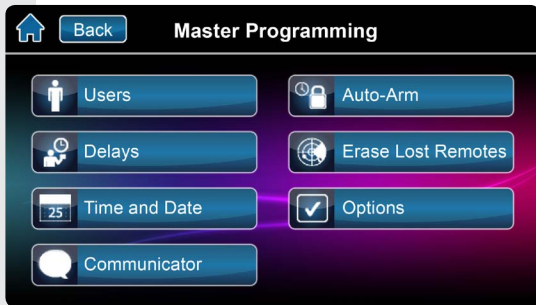 Back
Master Programming
Users
Auto-Arm
Delays
Erase Lost Remotes
25
Time and Date
Options
Communicator